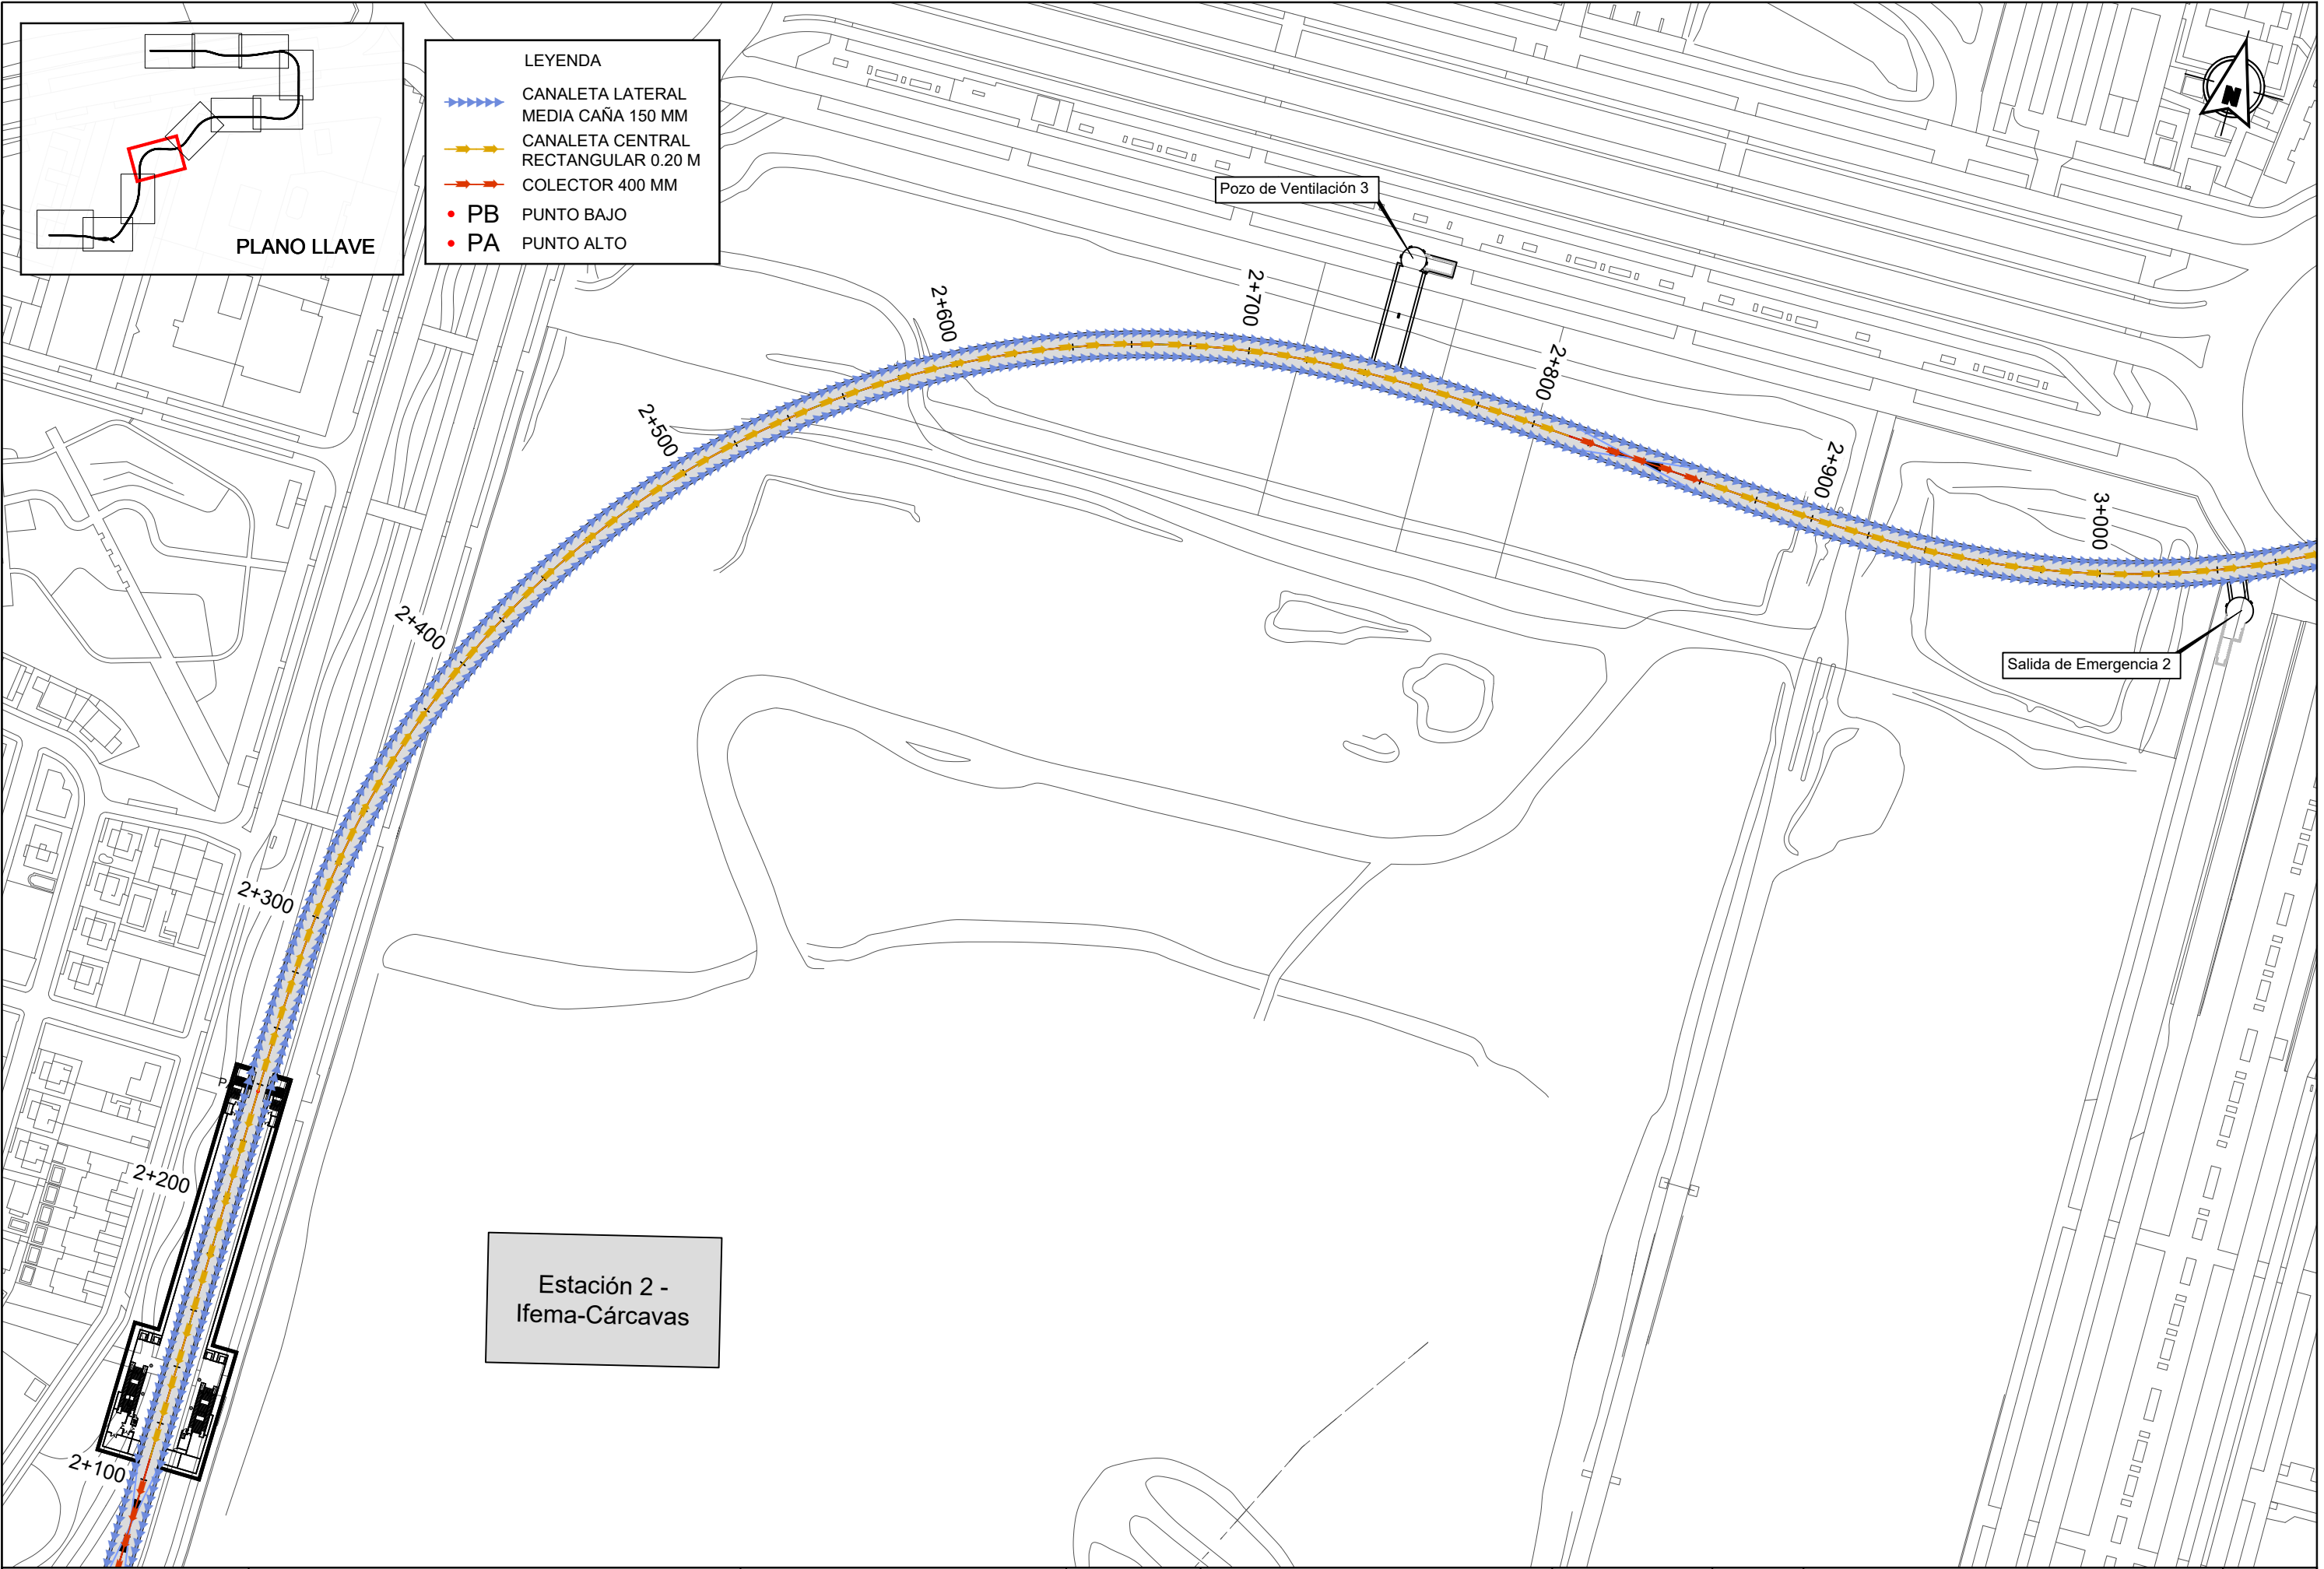 PLANO LLAVE
LEYENDA
CANALETA LATERAL
MEDIA CAÑA 150 MM
CANALETA CENTRAL
RECTANGULAR 0.20 M
COLECTOR 400 MM
PB PUNTO BAJO
PA PUNTO ALTO
N
Pozo de Ventilación 3
2+600
2+700
2+800
2+500
2+900
3+000
2+400
Salida de Emergencia 2
2+300
2+200
Estación 2 -
Ifema-Cárcavas
2+100